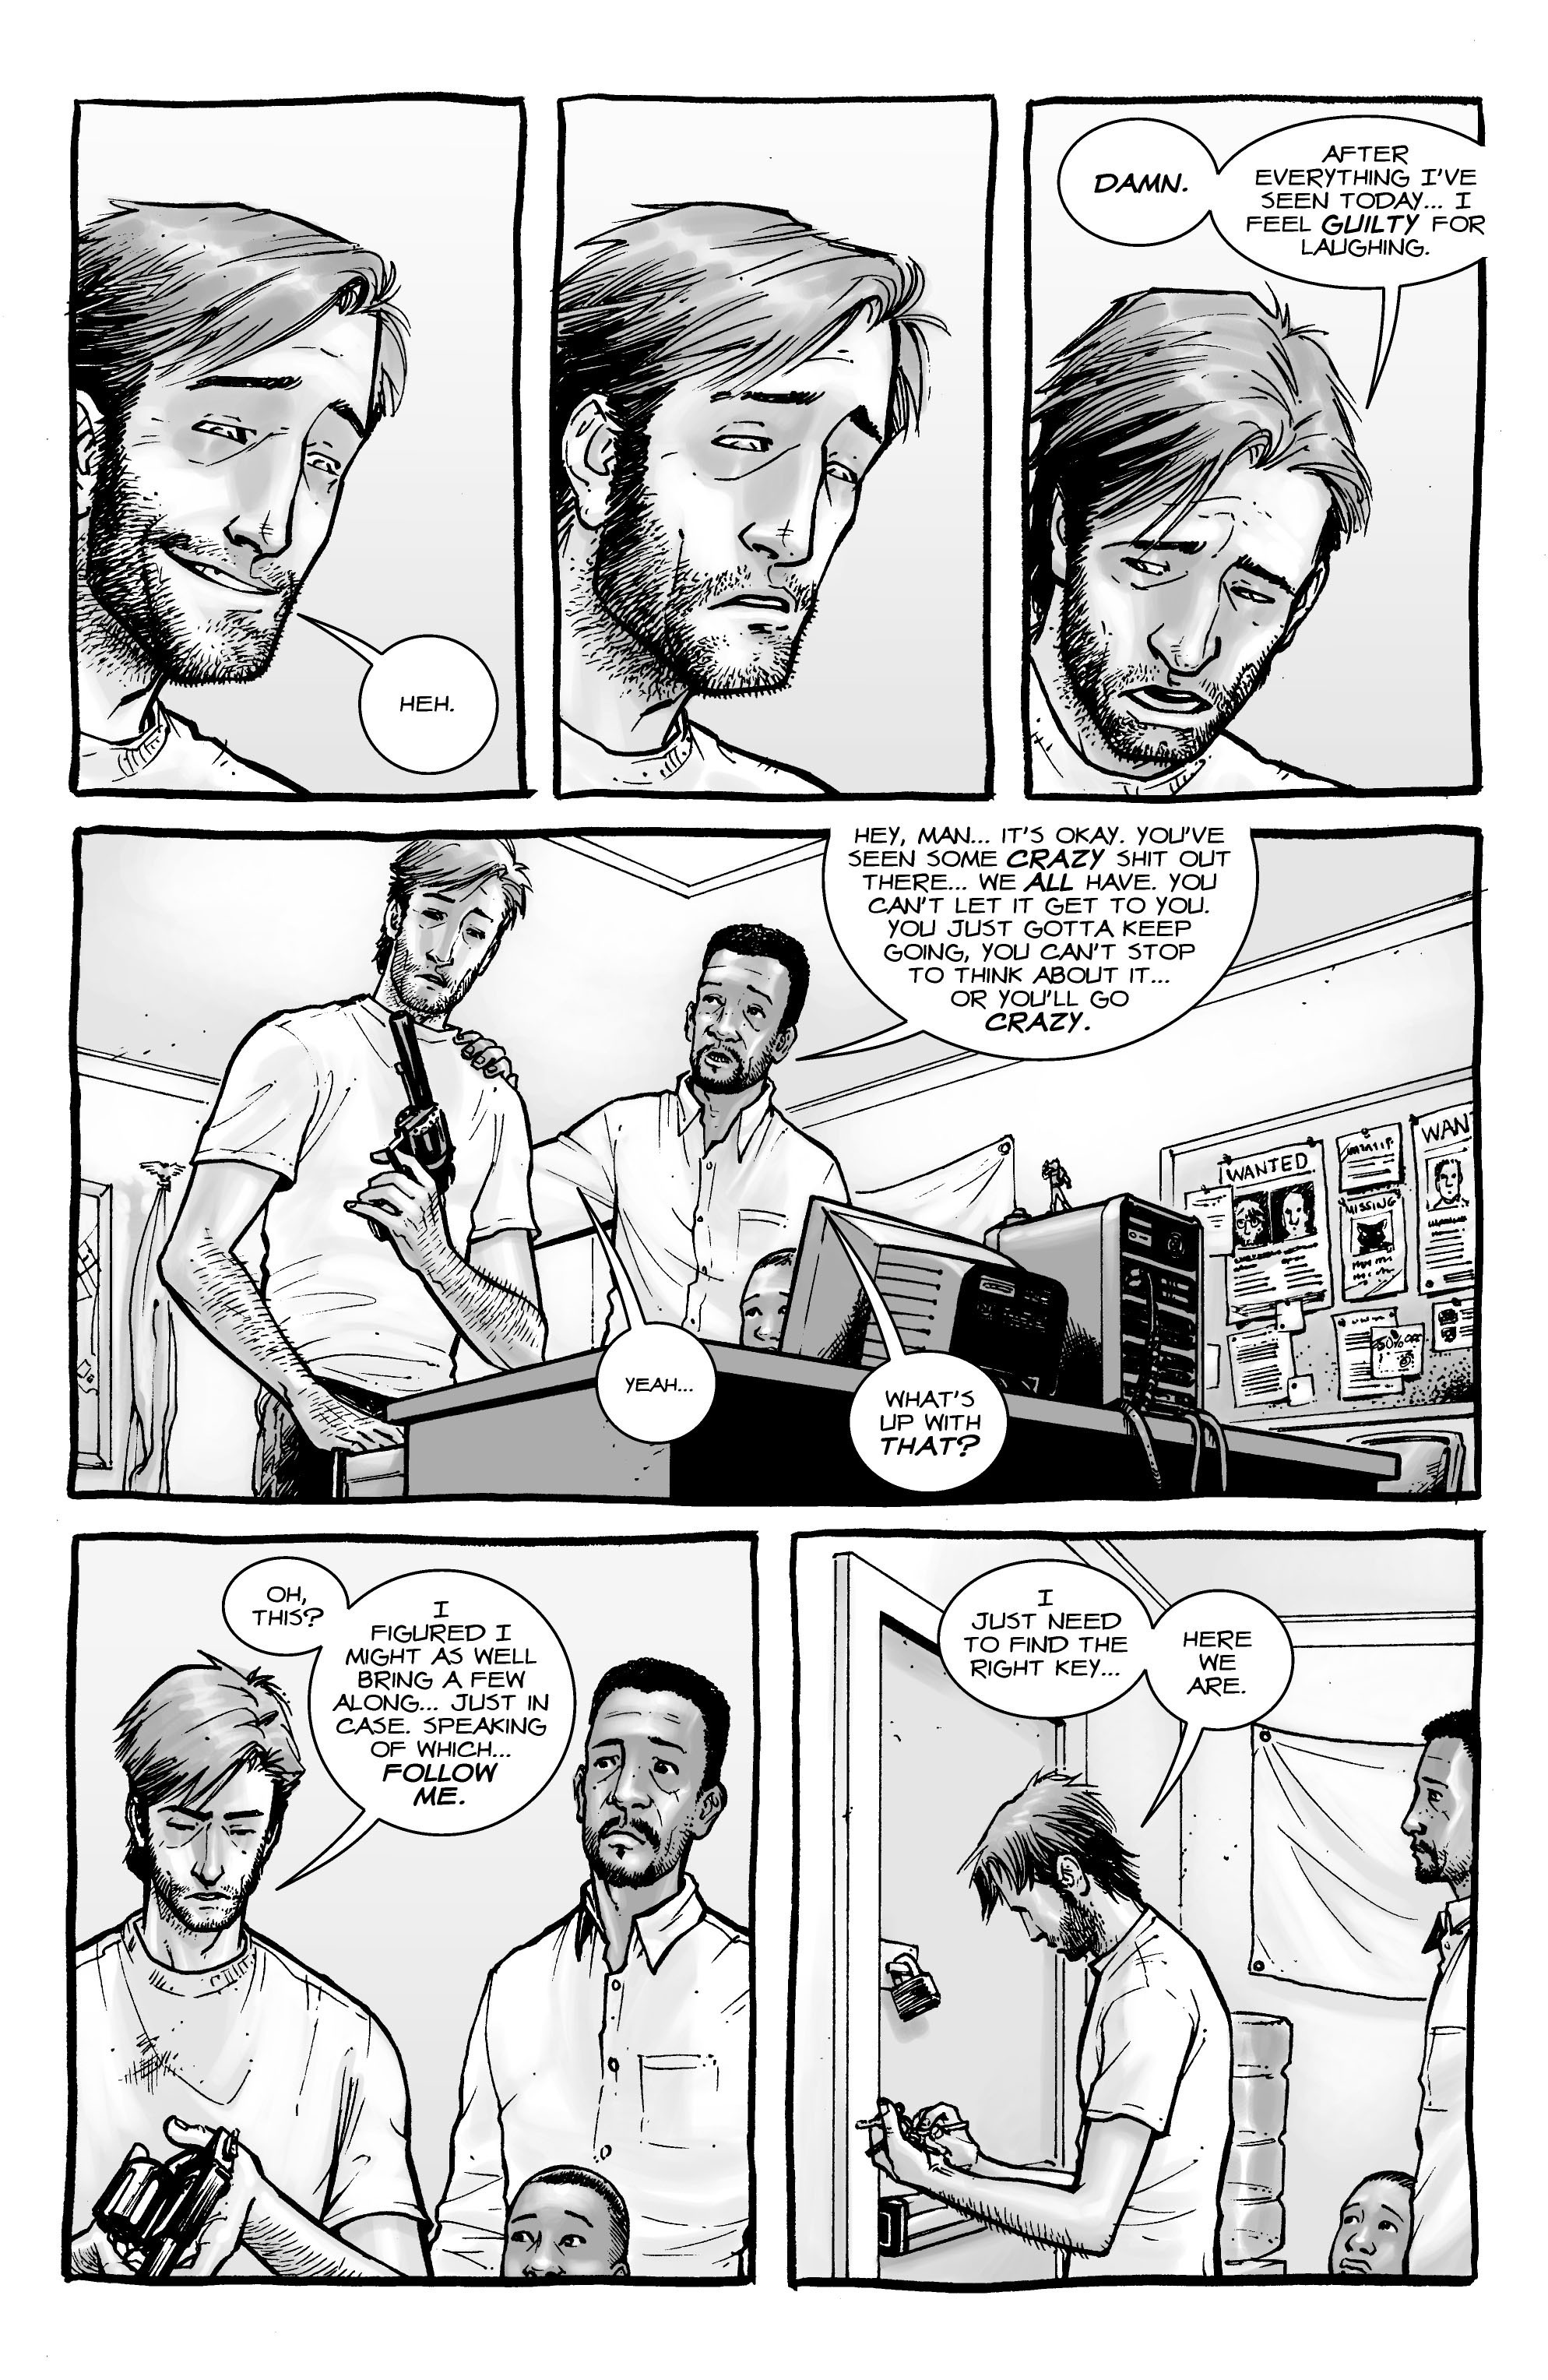 HEH.
DAMN.
AFTER
EVERYTHING I'VE
SEEN TODAY... I
FEEL GUILTY FOR
LAUGHING.
HEY, MAN... IT'S OKAY. YOU'VE
SEEN SOME CRAZY SHIT OUT
THERE... WE ALL HAVE. YOU
CAN'T LET IT GET TO YOU.
YOU JUST GOTTA KEEP
GOING, YOU CAN'T STOP
TO THINK ABOUT IT...
OR YOU'LL GO
CRAZY.
YEAH...
WHAT'S
UP WITH
THAT?
WANTED
MISSING
WAN
50% OFF
OH,
THIS?
I
FIGURED I
MIGHT AS WELL
BRING A FEW
ALONG... JUST IN
CASE. SPEAKING
OF WHICH...
FOLLOW
ME.
I
JUST NEED
TO FIND THE
RIGHT KEY...
HERE
WE
ARE.